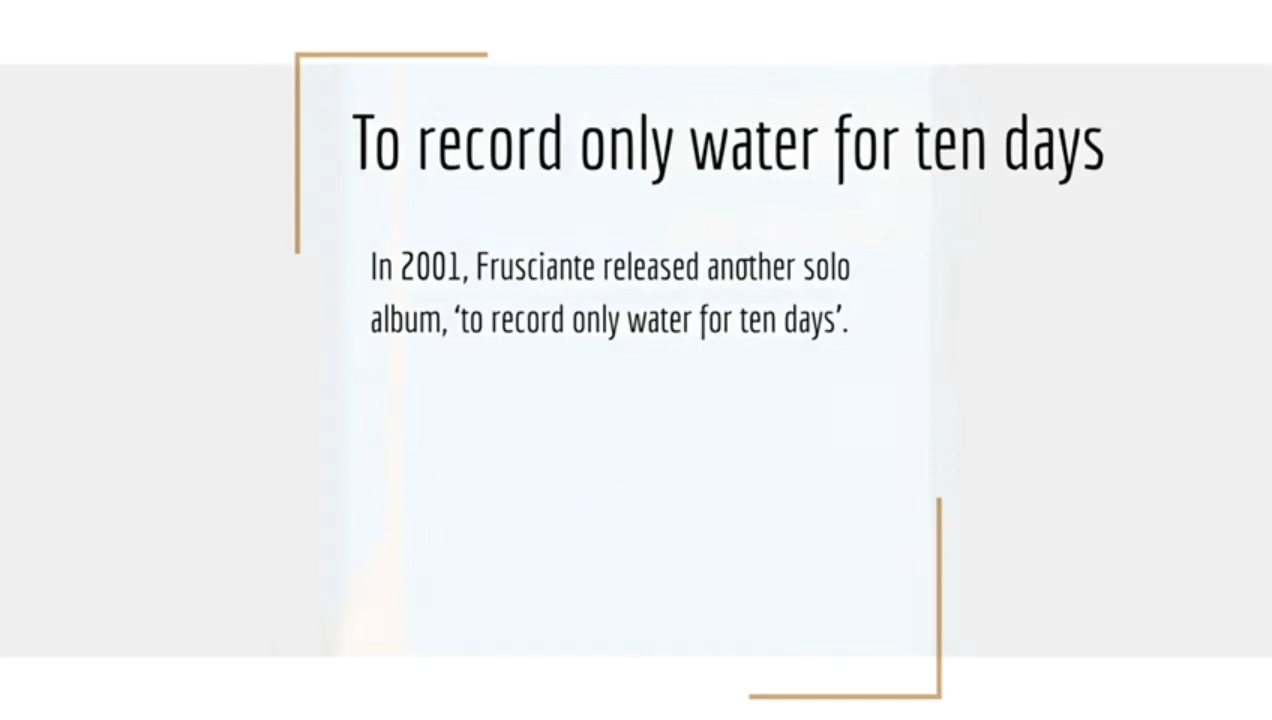 To record only water for ten days
In 2001, Frusciante released another solo
album, ‘to record only water for ten days’.